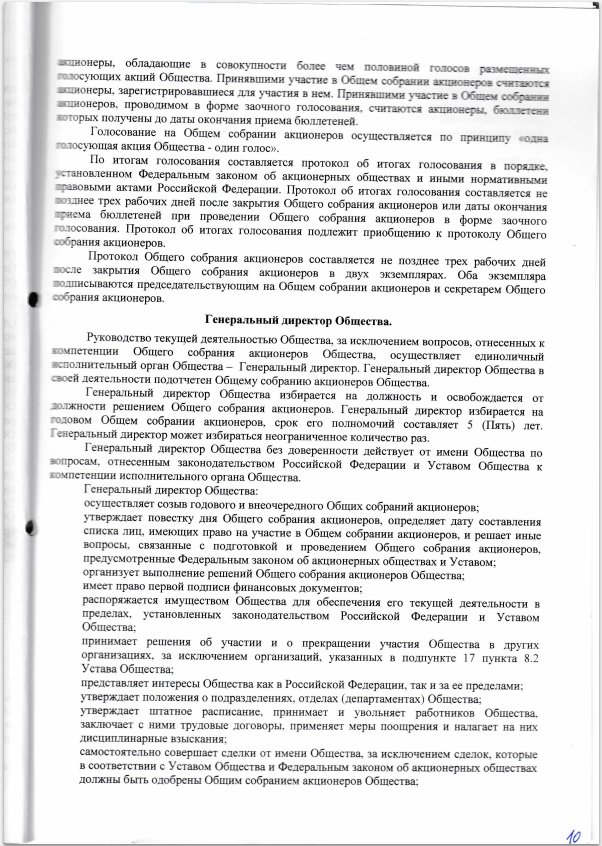 акционеры, обладающие в совокупности более чем половиной голосов размещенных
голосующих акций Общества. Принявшими участие в Общем собрании акционеров считаются
акционеры, зарегистрировавшиеся для участия в нем. Принявшими участие в Общем собрании
акционеров, проводимом в форме заочного голосования, считаются акционеры, бюллетени
которых получены до даты окончания приема бюллетеней.
Голосование на Общем собрании акционеров осуществляется по принципу «одна
голосующая акция Общества - один голос».
По итогам голосования составляется протокол об итогах голосования в порядке,
установленном Федеральным законом об акционерных обществах и иными нормативными
правовыми актами Российской Федерации. Протокол об итогах голосования составляется не
позднее трех рабочих дней после закрытия Общего собрания акционеров или даты окончания
приема бюллетеней при проведении Общего собрания акционеров в форме заочного
голосования. Протокол об итогах голосования подлежит приобщению к протоколу Общего
собрания акционеров.
Протокол Общего собрания акционеров составляется не позднее трех рабочих дней
после закрытия Общего собрания акционеров в двух экземплярах. Оба экземпляра
подписываются председательствующим на Общем собрании акционеров и секретарем Общего
собрания акционеров.
Генеральный директор Общества.
Руководство текущей деятельностью Общества, за исключением вопросов, отнесенных к
компетенции Общего собрания акционеров Общества, осуществляет единоличный
исполнительный орган Общества – Генеральный директор. Генеральный директор Общества в
своей деятельности подотчетен Общему собранию акционеров Общества.
Генеральный директор Общества избирается на должность и освобождается от
должности решением Общего собрания акционеров. Генеральный директор избирается на
годовом Общем собрании акционеров, срок его полномочий составляет 5 (Пять) лет.
Генеральный директор может избираться неограниченное количество раз.
Генеральный директор Общества без доверенности действует от имени Общества по
вопросам, отнесенным законодательством Российской Федерации и Уставом Общества к
компетенции исполнительного органа Общества.
Генеральный директор Общества:
осуществляет созыв годового и внеочередного Общих собраний акционеров;
утверждает повестку дня Общего собрания акционеров, определяет дату составления
списка лиц, имеющих право на участие в Общем собрании акционеров, и решает иные
вопросы, связанные с подготовкой и проведением Общего собрания акционеров,
предусмотренные Федеральным законом об акционерных обществах и Уставом;
организует выполнение решений Общего собрания акционеров Общества;
имеет право первой подписи финансовых документов;
распоряжается имуществом Общества для обеспечения его текущей деятельности в
пределах, установленных законодательством Российской Федерации и Уставом
Общества;
принимает решения об участии и о прекращении участия Общества в других
организациях, за исключением организаций, указанных в подпункте 17 пункта 8.2
Устава Общества;
представляет интересы Общества как в Российской Федерации, так и за ее пределами;
утверждает положения о подразделениях, отделах (департаментах) Общества;
утверждает штатное расписание, принимает и увольняет работников Общества,
заключает с ними трудовые договоры, применяет меры поощрения и налагает на них
дисциплинарные взыскания;
самостоятельно совершает сделки от имени Общества, за исключением сделок, которые
в соответствии с Уставом Общества и Федеральным законом об акционерных обществах
должны быть одобрены Общим собранием акционеров Общества;
10